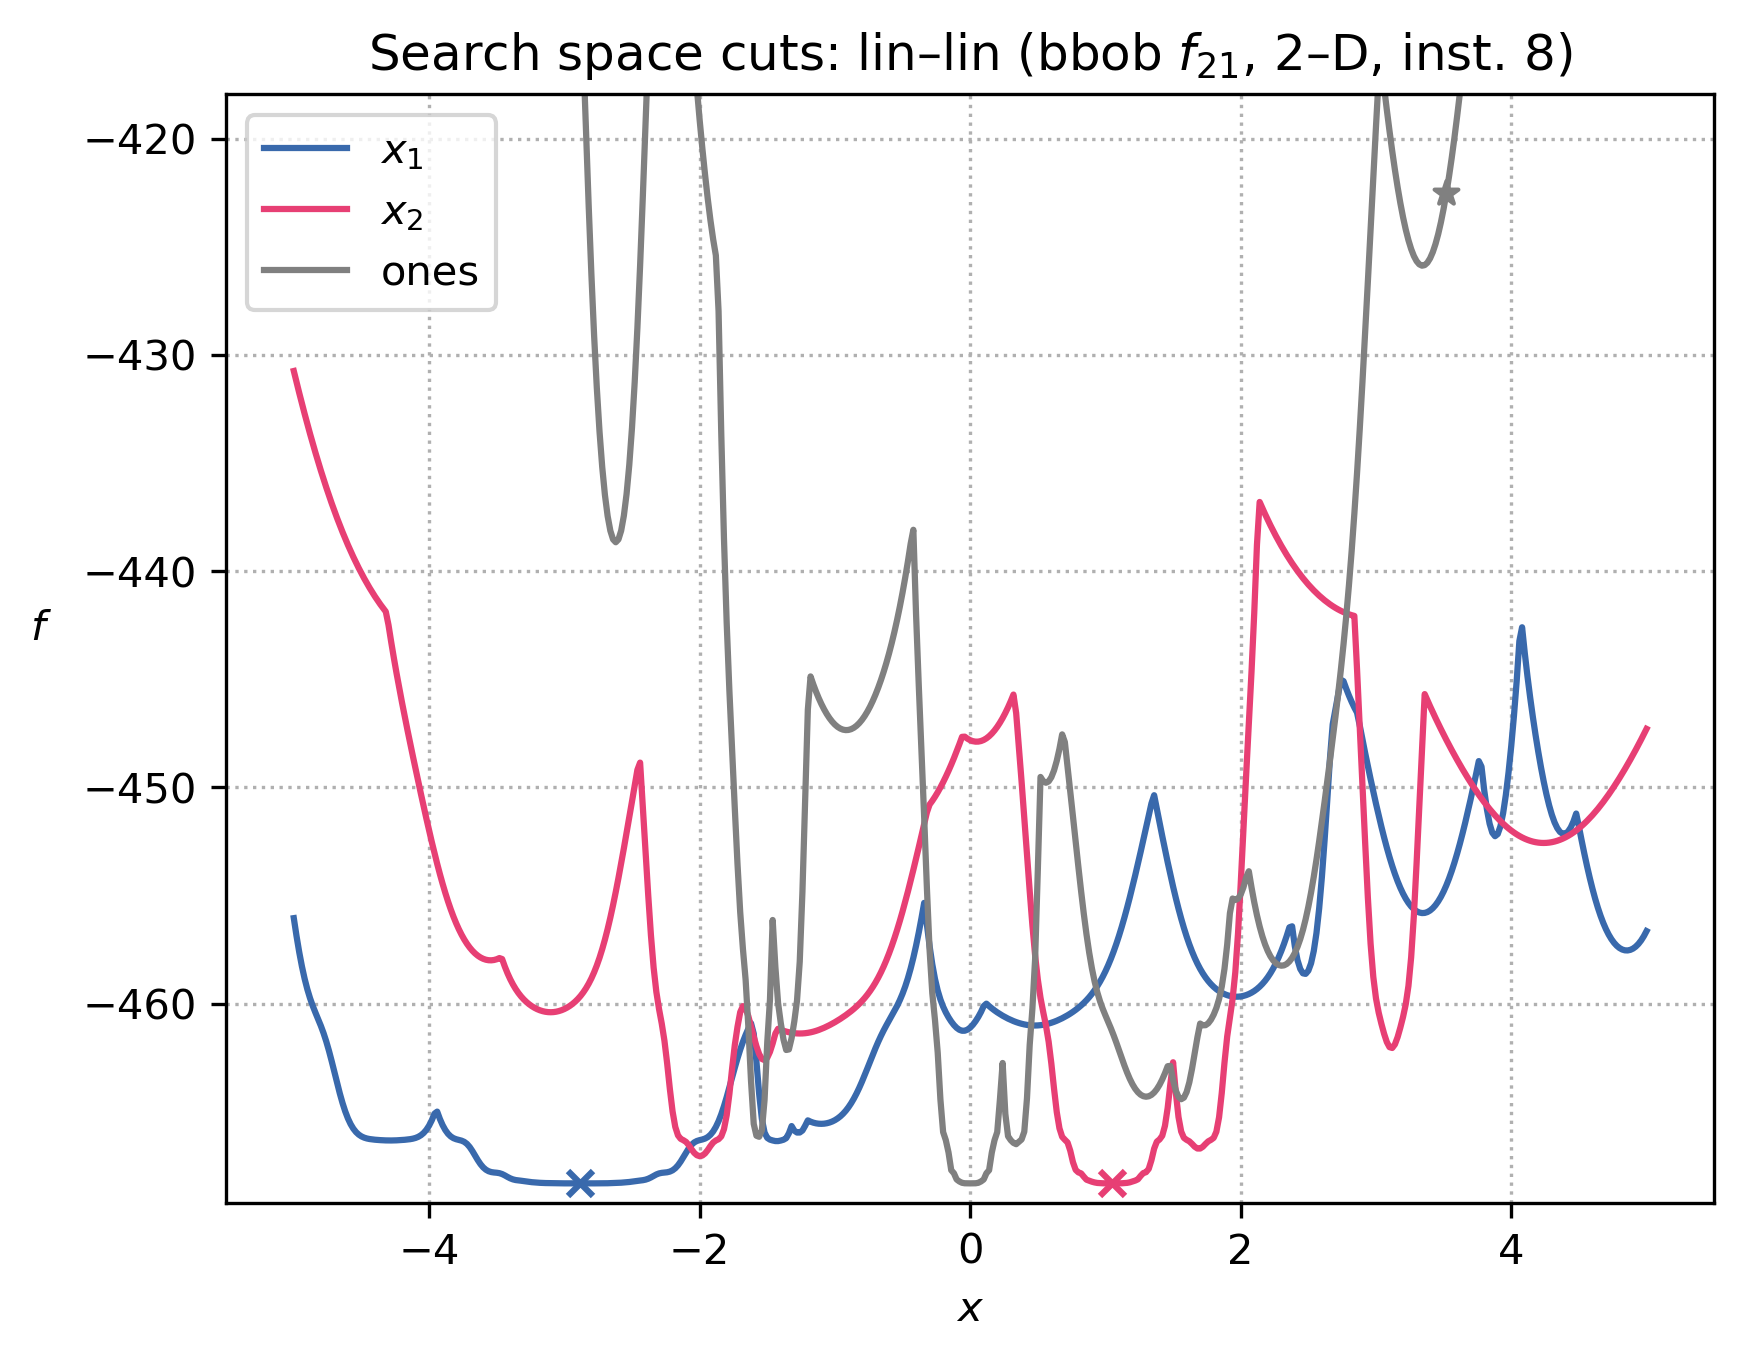 Search space cuts: lin–lin (bbob f₂₁, 2–D, inst. 8)
x₁
x₂
ones
−420
−430
−440
−450
−460
f
−4
−2
0
2
4
x